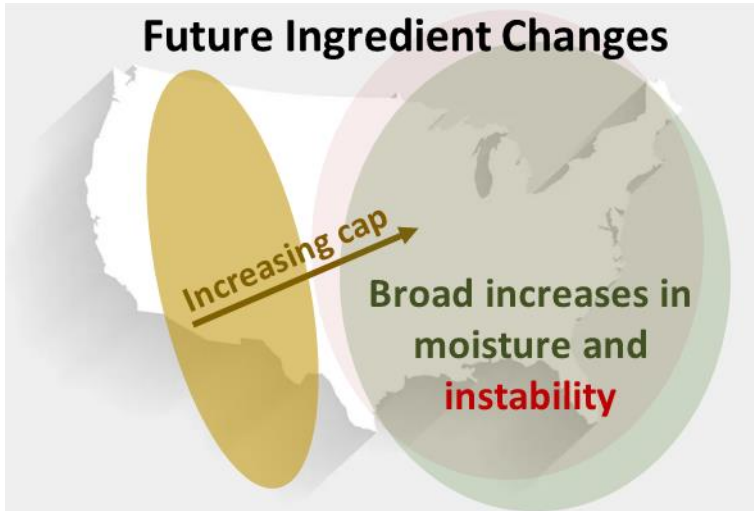 Future Ingredient Changes
Increasing cap
Broad increases in
moisture and
instability